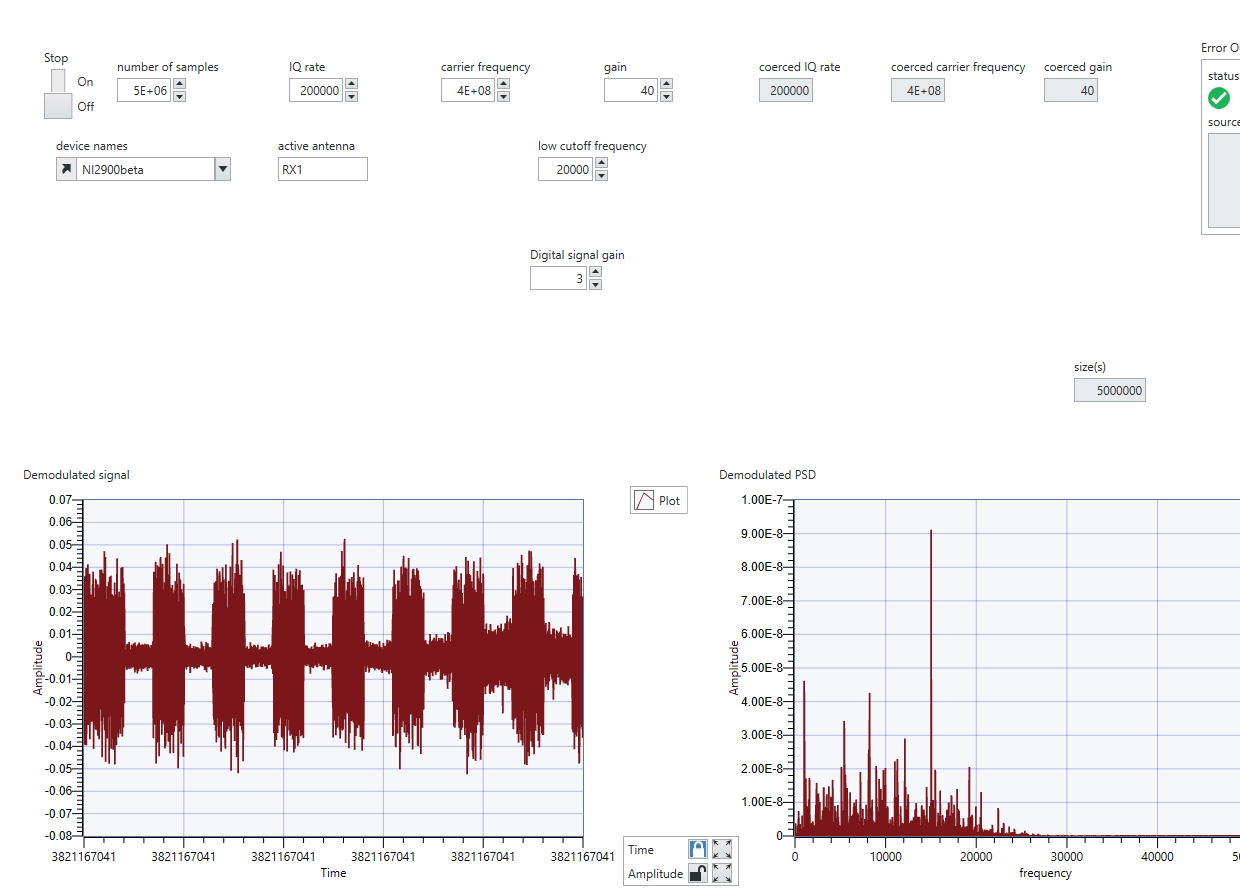 Stop
On
Off
number of samples
5E+06
IQ rate
200000
carrier frequency
4E+08
gain
40
coerced IQ rate
200000
coerced carrier frequency
4E+08
coerced gain
40
Error O
status
source
device names
NI2900beta
active antenna
RX1
low cutoff frequency
20000
Digital signal gain
3
size(s)
5000000
Demodulated signal
0.07
0.06
0.05
0.04
0.03
0.02
0.01
0
-0.01
-0.02
-0.03
-0.04
-0.05
-0.06
-0.07
-0.08
Amplitude
3821167041 3821167041 3821167041 3821167041 3821167041 3821167041
Time
Plot
Time
Amplitude
Demodulated PSD
1.00E-7
9.00E-8
8.00E-8
7.00E-8
6.00E-8
5.00E-8
4.00E-8
3.00E-8
2.00E-8
1.00E-8
0
Amplitude
0 10000 20000 30000 40000
frequency